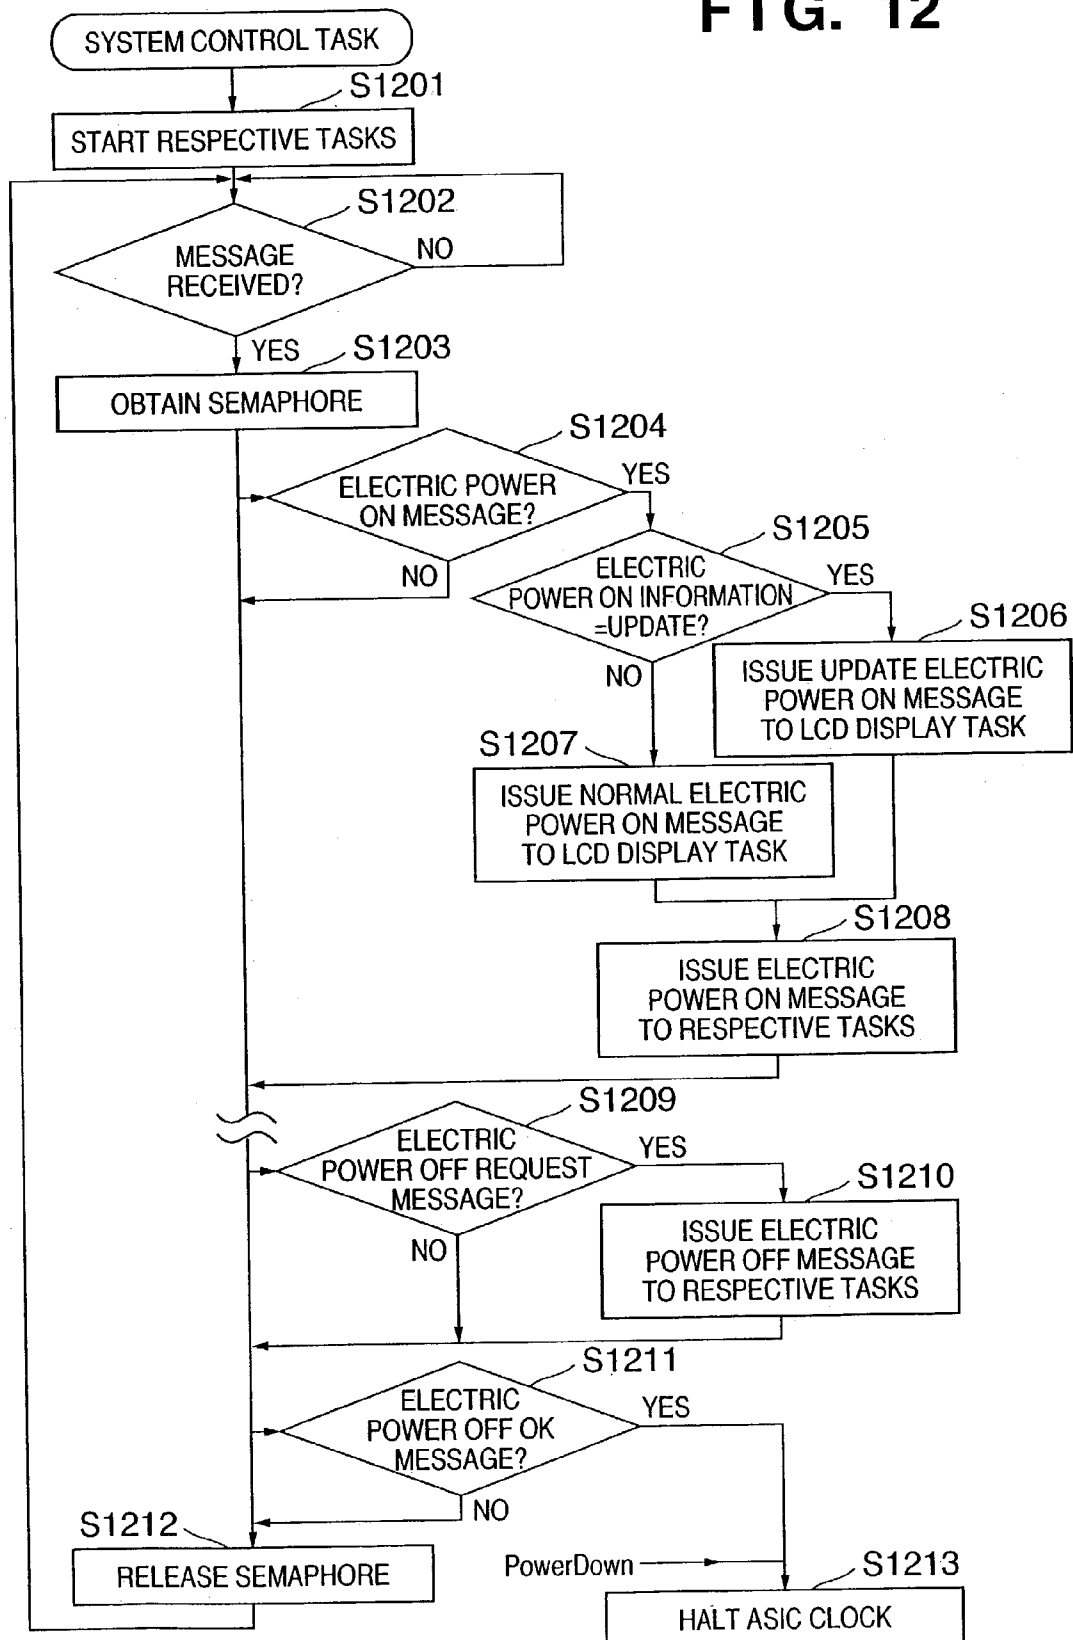 FIG. 12
SYSTEM CONTROL TASK
S1201
START RESPECTIVE TASKS
S1202
MESSAGE
RECEIVED?
NO
YES
S1203
OBTAIN SEMAPHORE
S1204
ELECTRIC POWER
ON MESSAGE?
YES
NO
S1205
ELECTRIC
POWER ON INFORMATION
=UPDATE?
YES
NO
S1206
ISSUE UPDATE ELECTRIC
POWER ON MESSAGE
TO LCD DISPLAY TASK
S1207
ISSUE NORMAL ELECTRIC
POWER ON MESSAGE
TO LCD DISPLAY TASK
S1208
ISSUE ELECTRIC
POWER ON MESSAGE
TO RESPECTIVE TASKS
S1209
ELECTRIC
POWER OFF REQUEST
MESSAGE?
YES
NO
S1210
ISSUE ELECTRIC
POWER OFF MESSAGE
TO RESPECTIVE TASKS
S1211
ELECTRIC
POWER OFF OK
MESSAGE?
YES
NO
S1212
RELEASE SEMAPHORE
PowerDown
S1213
HALT ASIC CLOCK